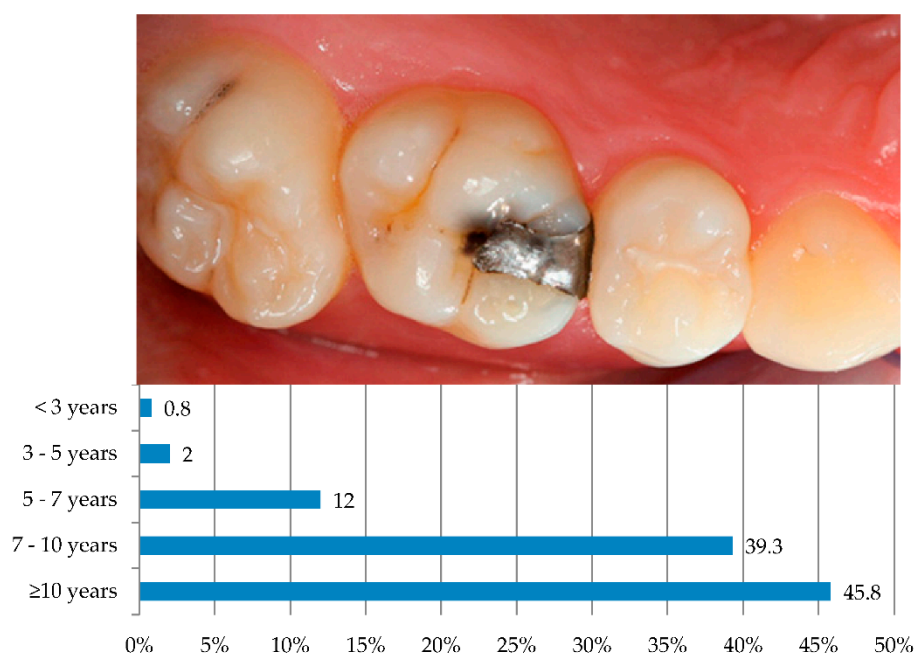 < 3 years 0.8
3 - 5 years 2
5 - 7 years 12
7 - 10 years 39.3
≥10 years 45.8
0% 5% 10% 15% 20% 25% 30% 35% 40% 45% 50%